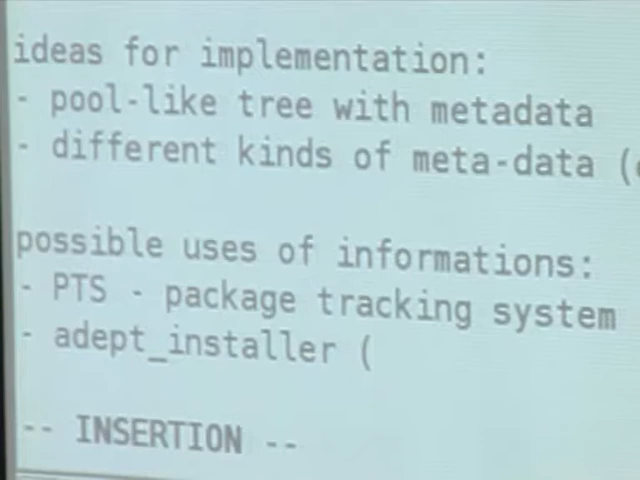 ideas for implementation:
- pool-like tree with metadata
- different kinds of meta-data (
possible uses of informations:
- PTS - package tracking system
- adept_installer (
-- INSERTION --